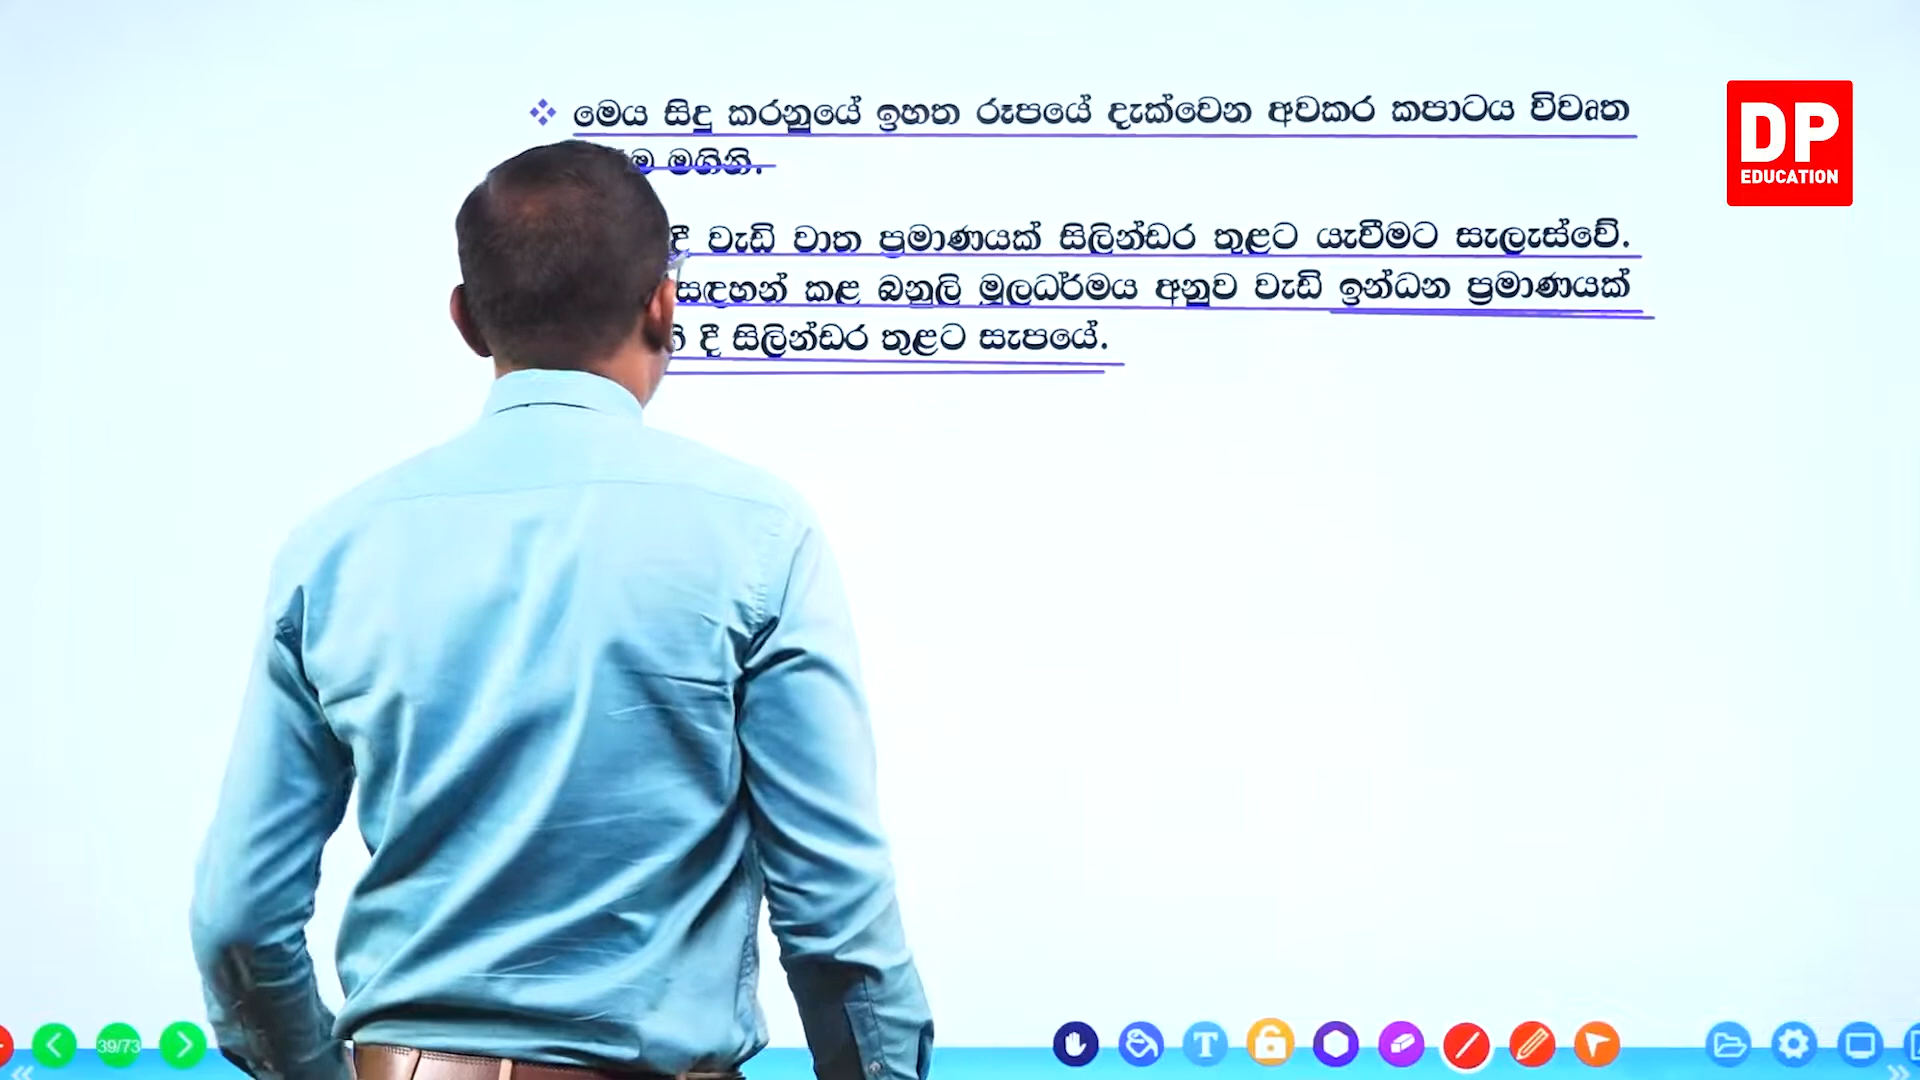 මෙය සිදු කරනුයේ ඉහත රූපයේ දැක්වෙන අවකර කපාටය විවෘත
මගිනි.
DP
EDUCATION
දී වැඩි වාත ප්‍රමාණයක් සිලින්ඩර තුළට යැවීමට සැලැස්වේ.
සඳහන් කළ බනුලි මූලධර්මය අනුව වැඩි ඉන්ධන ප්‍රමාණයක්
දී සිලින්ඩර තුළට සැපයේ.
39/73
T